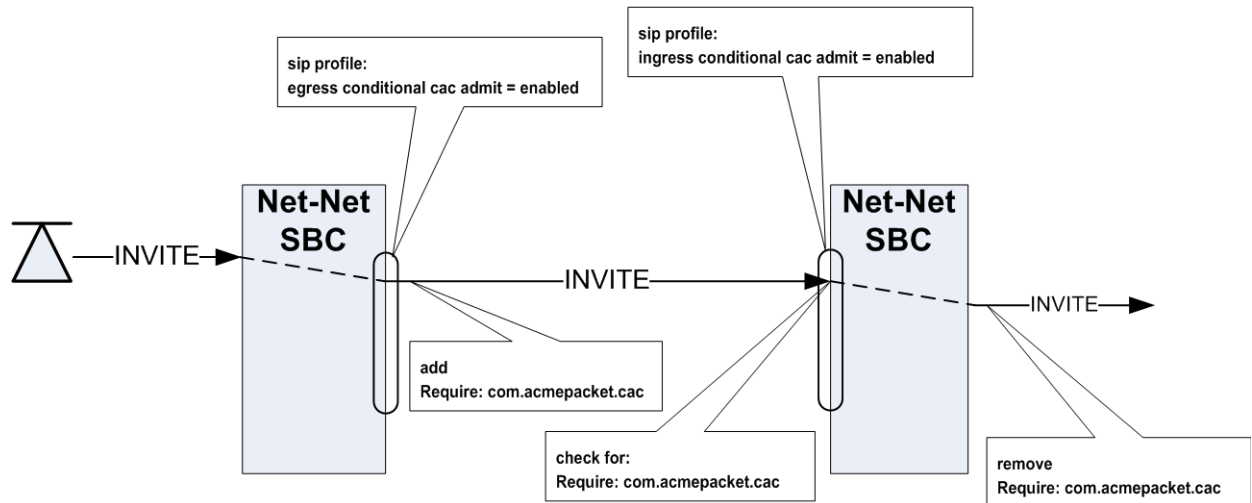 sip profile:
egress conditional cac admit = enabled
sip profile:
ingress conditional cac admit = enabled
Net-Net
SBC
Net-Net
SBC
INVITE
INVITE
INVITE
add
Require: com.acmepacket.cac
check for:
Require: com.acmepacket.cac
remove
Require: com.acmepacket.cac